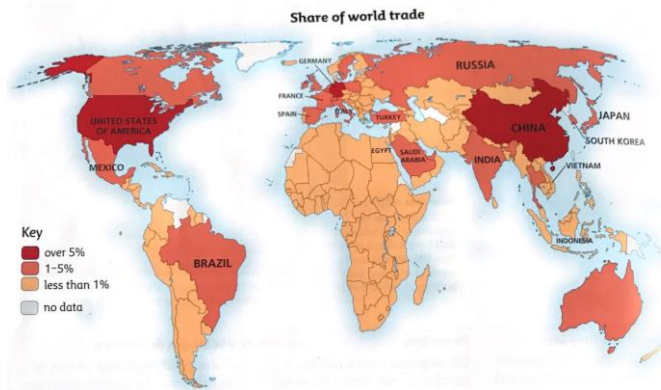 Share of world trade
GERMANY
RUSSIA
FRANCE
ITALY
SPAIN
TURKEY
UNITED STATES
OF AMERICA
CHINA
JAPAN
SOUTH KOREA
EGYPT
SAUDI
ARABIA
INDIA
VIETNAM
MEXICO
INDONESIA
BRAZIL
Key
over 5%
1–5%
less than 1%
no data